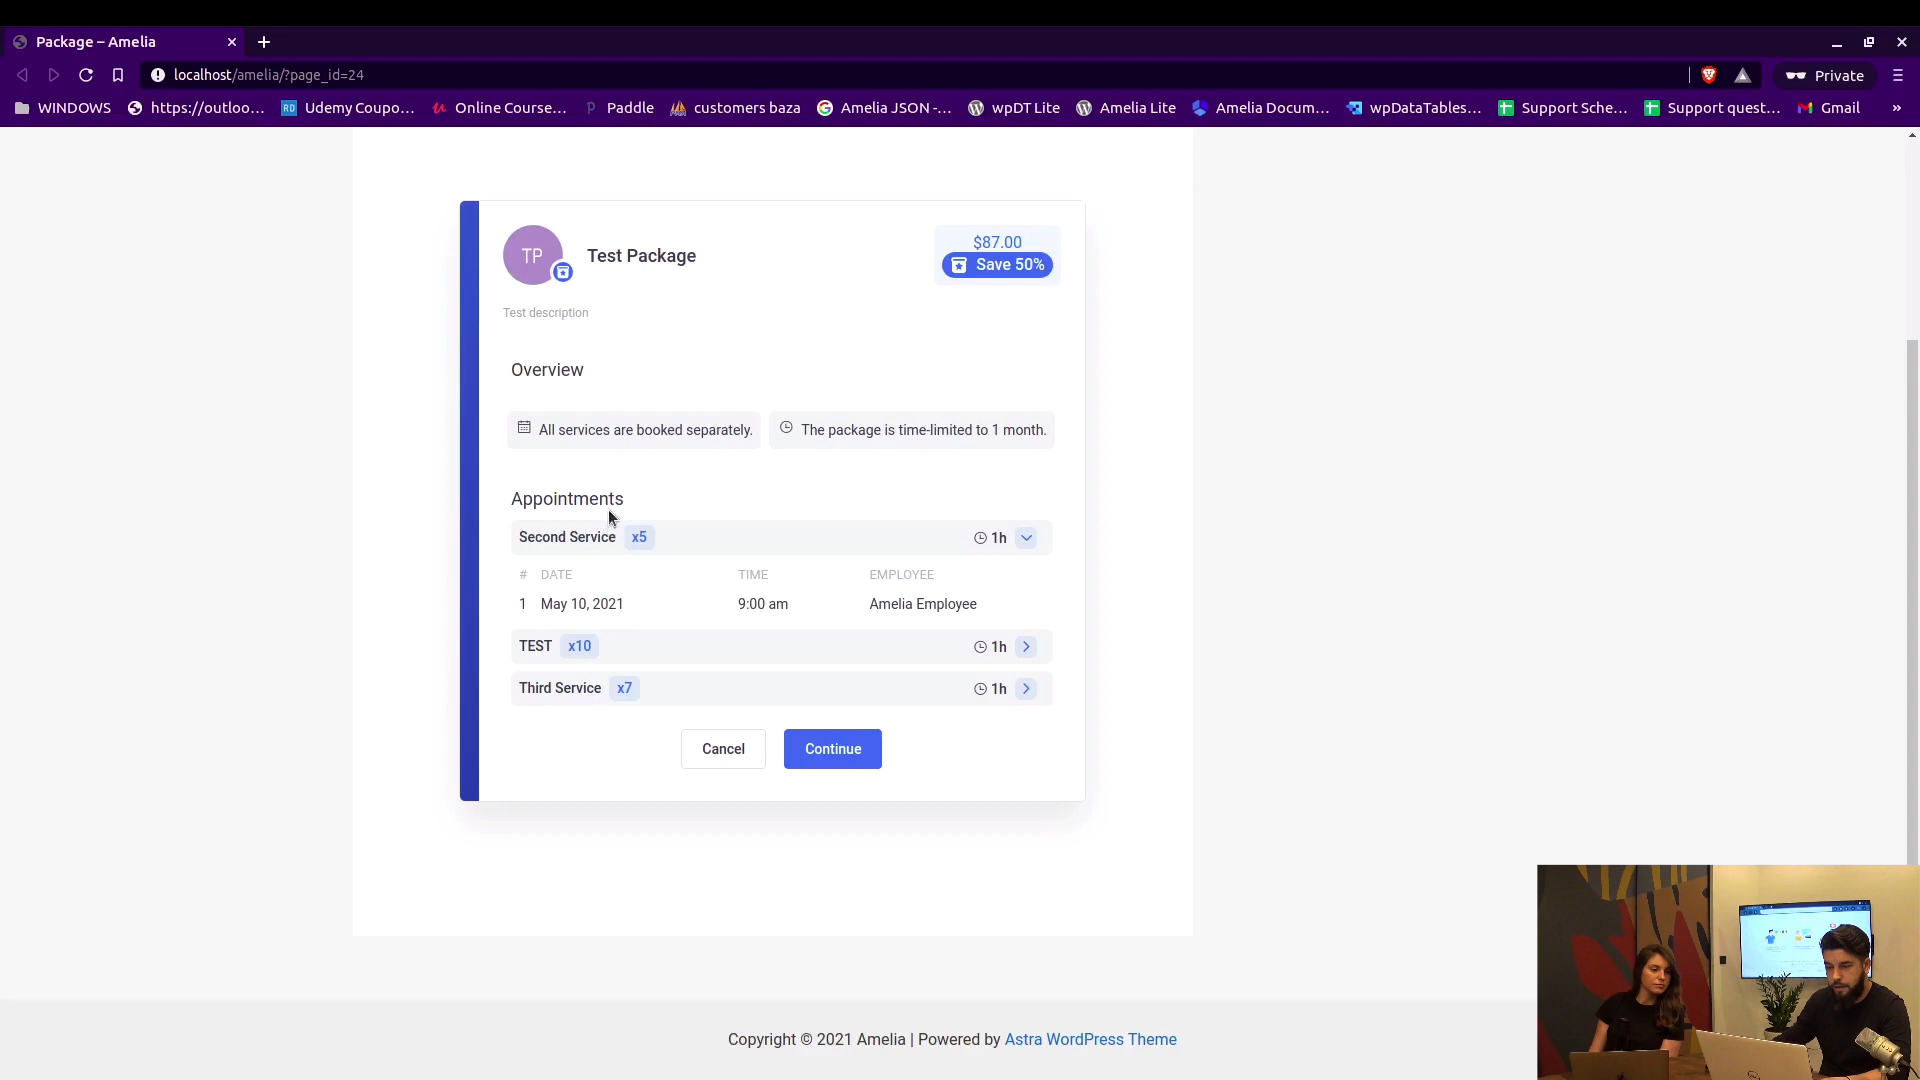 Package – Amelia
localhost/amelia/?page_id=24
Private
WINDOWS https://outloo... Udemy Coupo... Online Course... Paddle customers baza Amelia JSON -... wpDT Lite Amelia Lite Amelia Docum... wpDataTables... Support Sche... Support quest... Gmail »
TP
Test Package
$87.00
Save 50%
Test description
Overview
All services are booked separately.
The package is time-limited to 1 month.
Appointments
Second Service x5 1h
# DATE TIME EMPLOYEE
1 May 10, 2021 9:00 am Amelia Employee
TEST x10 1h
Third Service x7 1h
Cancel Continue
Copyright © 2021 Amelia | Powered by Astra WordPress Theme